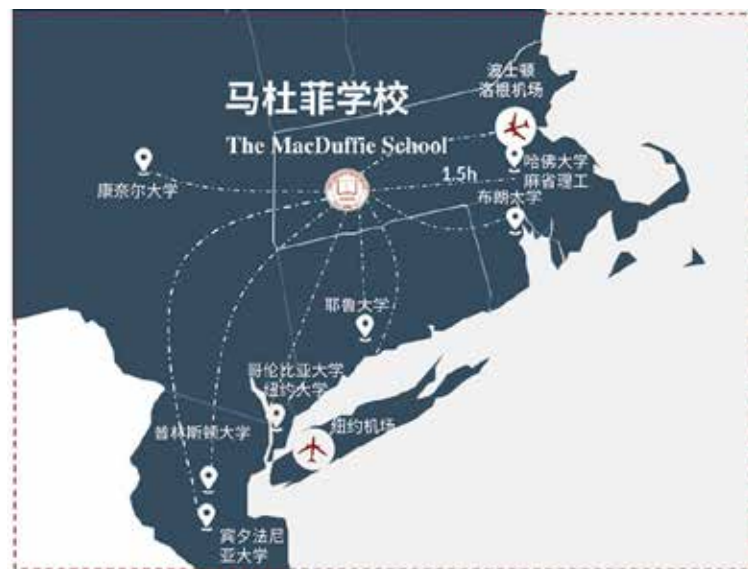 波士顿
洛根机场
马杜菲学校
The MacDuffie School
康奈尔大学
1.5h
哈佛大学
麻省理工
布朗大学
耶鲁大学
哥伦比亚大学
纽约大学
纽约机场
普林斯顿大学
宾夕法尼
亚大学